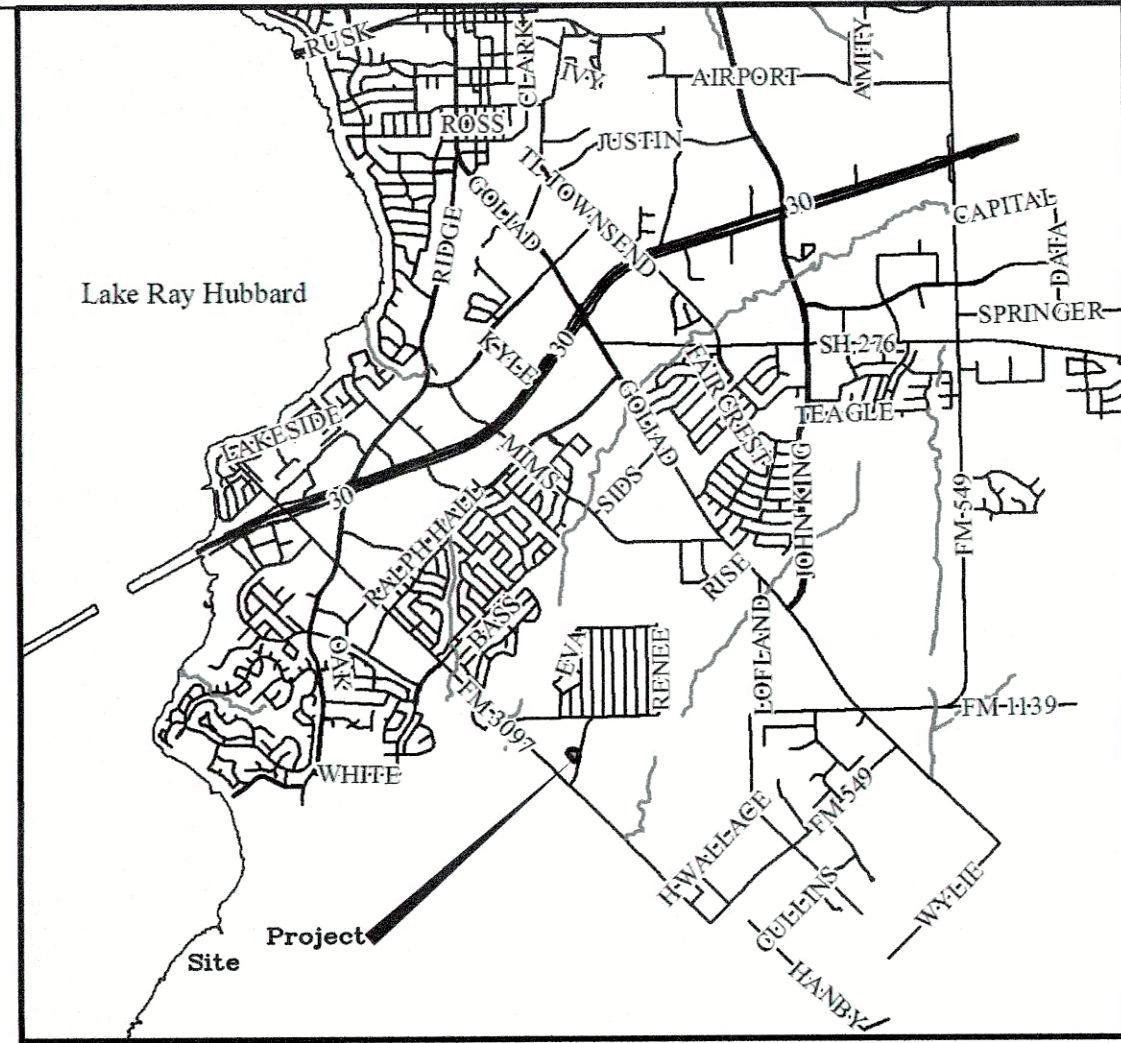 RUSK
CLARK
IVY
AIRPORT
AMITY
ROSS
JUSTIN
TL TOWNSEND
GOLIAD
RIDGE
30
CAPITAL
DATA
Lake Ray Hubbard
SPRINGER
KYLE
30
SH-276
FAIRCREST
GOLIAD
TEAGLE
LAKESIDE
MIMS
SIDS
JOHN KING
FM-549
30
RALPH HALL
RISE
BASS
LOFLAND
EVA
RENEE
OAK
FM-3097
FM-1139
WHITE
H-WALLACE
FM-549
CULLINS
WYLIE
HANBY
Project
Site